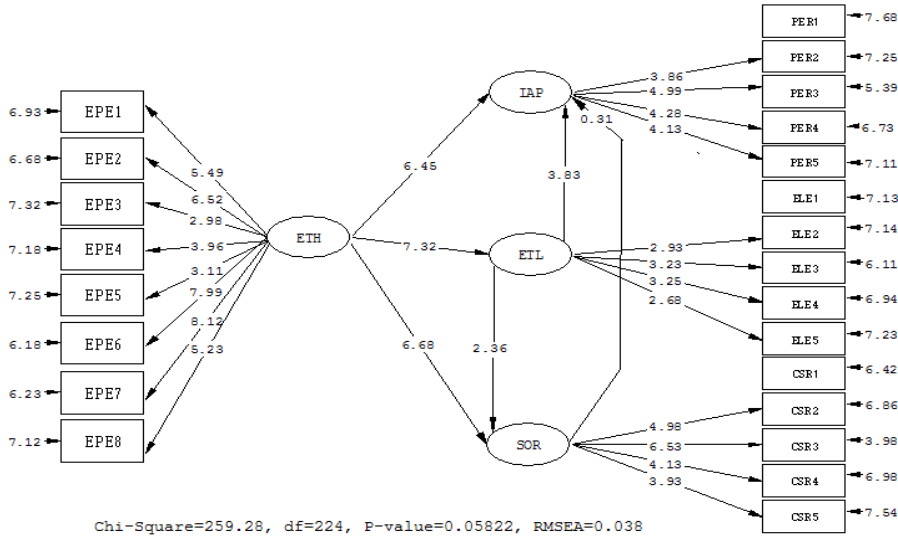 PER1 7.68
PER2 7.25
3.86
IAP 4.99 PER3 5.39
6.93 EPE1 4.28 PER4 6.73
0.31 4.13
6.68 EPE2 PER5 7.11
5.49 6.45 3.83
7.32 EPE3 6.52 ELE1 7.13
2.98
7.18 EPE4 3.96 ETH 7.32 ETL 2.93 ELE2 7.14
3.11 3.23 ELE3 6.11
7.25 EPE5 7.99 3.25
2.68 ELE4 6.94
8.12
6.18 EPE6 5.23 6.68 2.36 ELE5 7.23
CSR1 6.42
6.23 EPE7
4.98 CSR2 6.86
7.12 EPE8 SOR 6.53 CSR3 3.98
4.13
3.93 CSR4 6.98
CSR5 7.54
Chi-Square=259.28, df=224, P-value=0.05822, RMSEA=0.038